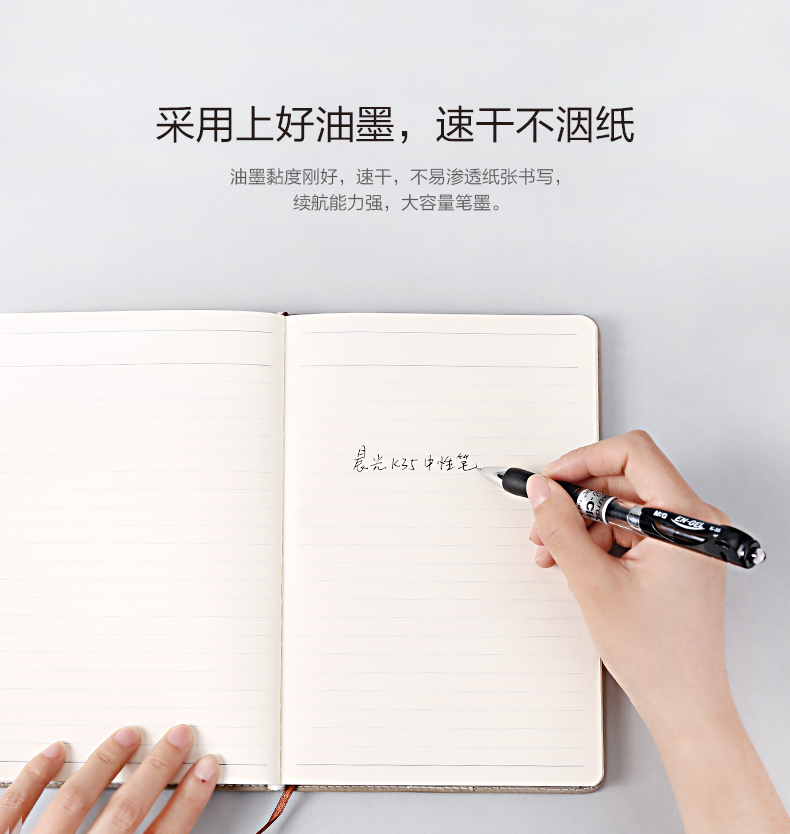 采用上好油墨，速干不洇纸
油墨黏度刚好，速干，不易渗透纸张书写，
续航能力强，大容量笔墨。
晨光K35中性笔
M&G EN-GEL